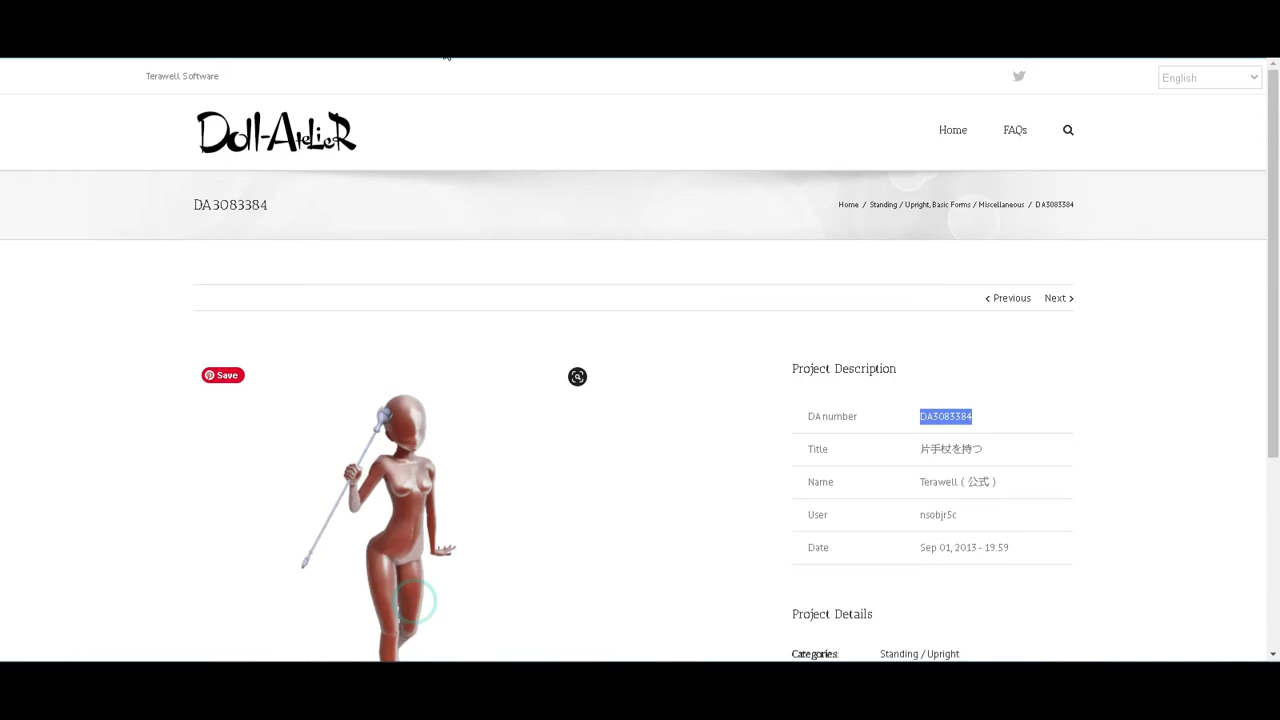 Terawell Software
English
Doll-AteLieR
Home
FAQs
DA3083384
Home / Standing / Upright, Basic Forms / Miscellaneous / DA3083384
Previous
Next
Save
Project Description
DA number
DA3083384
Title
片手杖を持つ
Name
Terawell ( 公式 )
User
nsobjr5c
Date
Sep 01, 2013 - 19:59
Project Details
Categories:
Standing / Upright